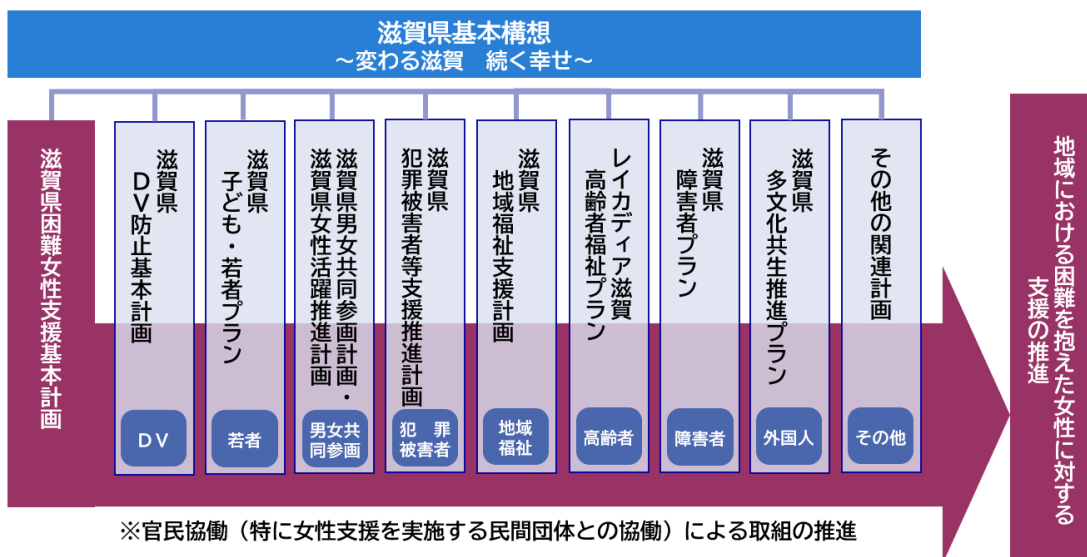 滋賀県基本構想
～変わる滋賀　続く幸せ～
滋賀県困難女性支援基本計画
滋賀県
ＤＶ防止基本計画
滋賀県
子ども・若者プラン
滋賀県男女共同参画計画・
滋賀県女性活躍推進計画
滋賀県
犯罪被害者等支援推進計画
滋賀県
地域福祉支援計画
レイカディア滋賀
高齢者福祉プラン
滋賀県
障害者プラン
滋賀県
多文化共生推進プラン
その他の関連計画
ＤＶ
若者
男女共
同参画
犯　罪
被害者
地域
福祉
高齢者
障害者
外国人
その他
地域における困難を抱えた女性に対する
支援の推進
※官民協働（特に女性支援を実施する民間団体との協働）による取組の推進